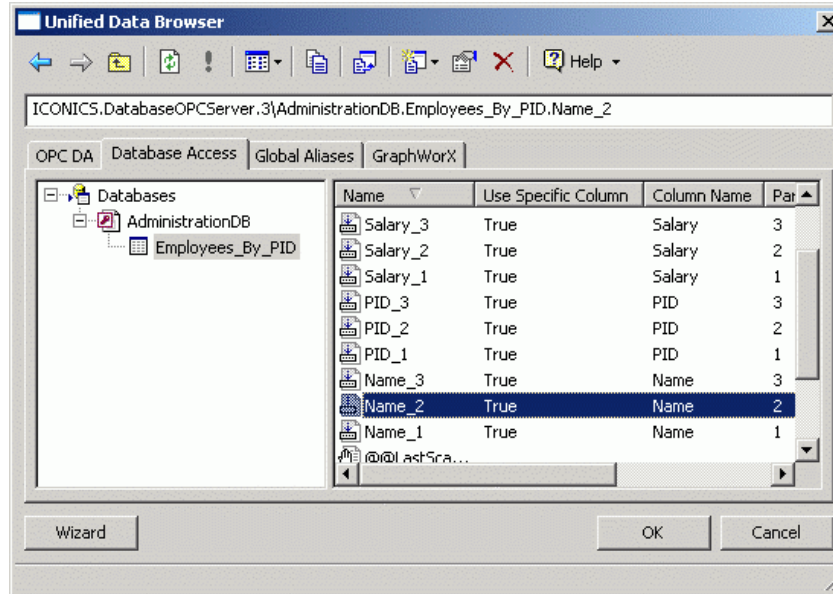 Unified Data Browser
Help
ICONICS.DatabaseOPCServer.3\AdministrationDB.Employees_By_PID.Name_2
OPC DA Database Access Global Aliases GraphWorX
Databases
AdministrationDB
Employees_By_PID
Name Use Specific Column Column Name Par
Salary_3 True Salary 3
Salary_2 True Salary 2
Salary_1 True Salary 1
PID_3 True PID 3
PID_2 True PID 2
PID_1 True PID 1
Name_3 True Name 3
Name_2 True Name 2
Name_1 True Name 1
@@LastSca...
Wizard OK Cancel